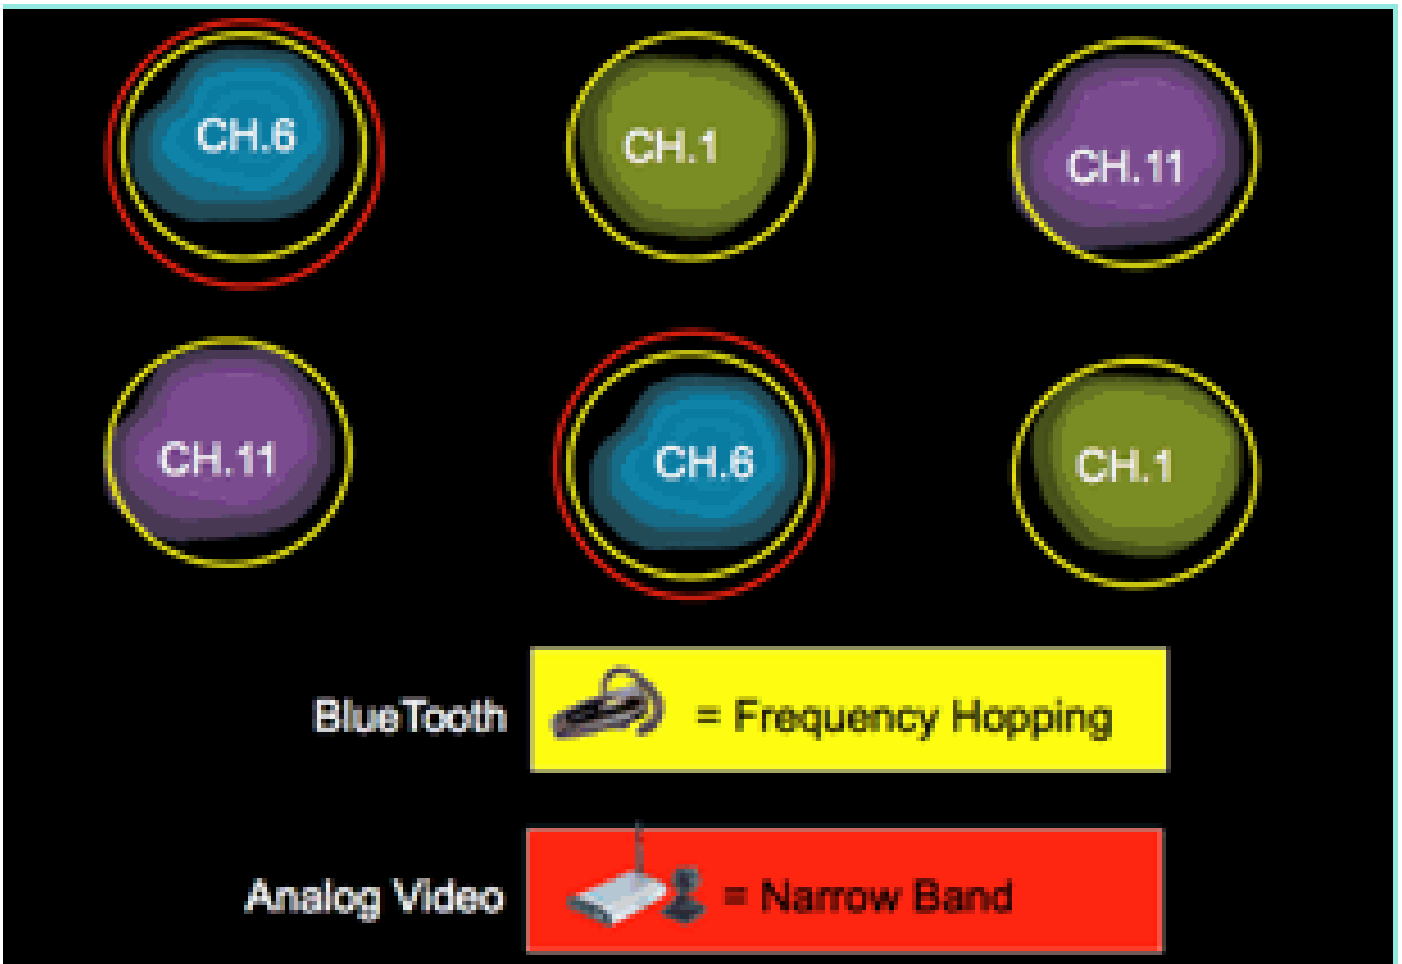 CH.6
CH.1
CH.11
CH.11
CH.6
CH.1
BlueTooth = Frequency Hopping
Analog Video = Narrow Band